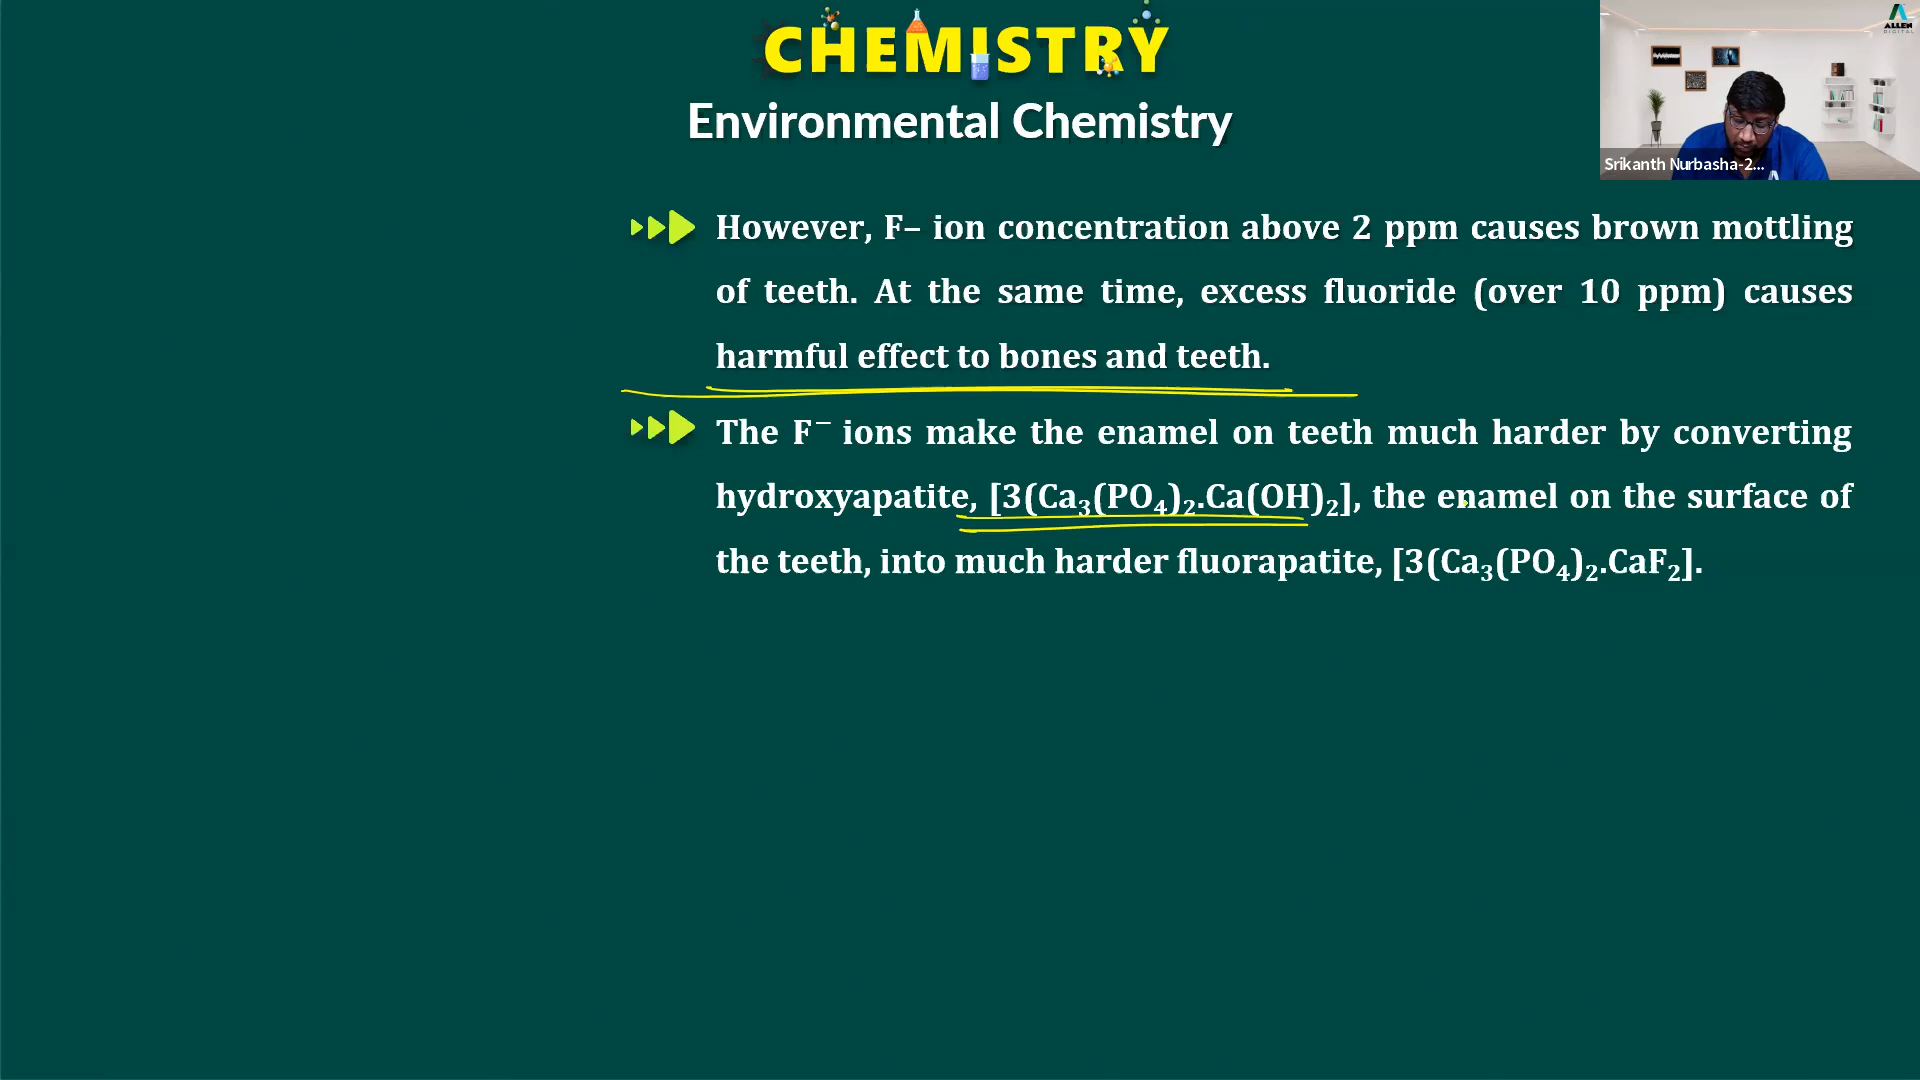 CHEMISTRY
Environmental Chemistry
ALLEN
DIGITAL
Srikanth Nurbasha-2...
However, F– ion concentration above 2 ppm causes brown mottling
of teeth. At the same time, excess fluoride (over 10 ppm) causes
harmful effect to bones and teeth.
The F⁻ ions make the enamel on teeth much harder by converting
hydroxyapatite, [3(Ca₃(PO₄)₂.Ca(OH)₂], the enamel on the surface of
the teeth, into much harder fluorapatite, [3(Ca₃(PO₄)₂.CaF₂].